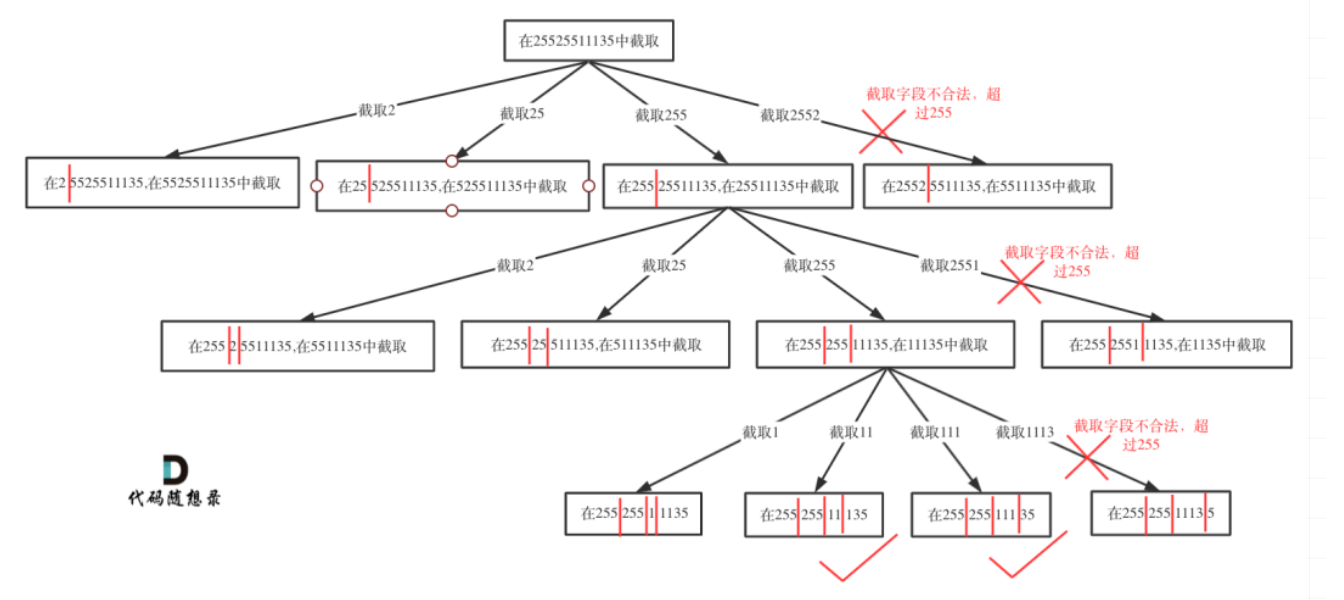 在25525511135中截取
截取2
截取25
截取255
截取2552
截取字段不合法，超
过255
在2 5525511135,在5525511135中截取
在25 525511135,在525511135中截取
在255 25511135,在25511135中截取
在2552 5511135,在5511135中截取
截取2
截取25
截取255
截取2551
截取字段不合法，超
过255
在255 2 5511135,在5511135中截取
在255 25 511135,在511135中截取
在255 255 11135,在11135中截取
在255 2551 1135,在1135中截取
截取1
截取11
截取111
截取1113
截取字段不合法，超
过255
在255 255 1 1135
在255 255 11 135
在255 255 111 35
在255 255 1113 5
代码随想录